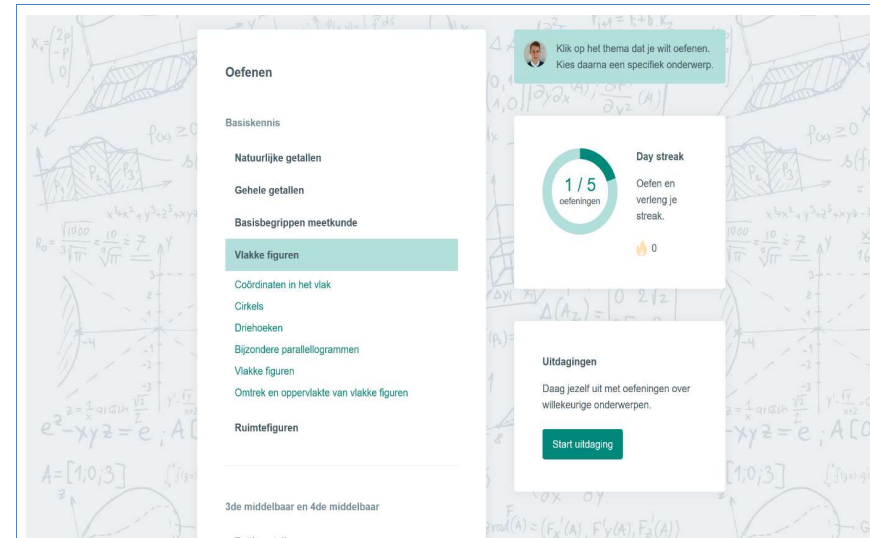 Oefenen
Basiskennis
Natuurlijke getallen
Gehele getallen
Basisbegrippen meetkunde
Vlakke figuren
Coördinaten in het vlak
Cirkels
Driehoeken
Bijzondere parallellogrammen
Vlakke figuren
Omtrek en oppervlakte van vlakke figuren
Ruimtefiguren
3de middelbaar en 4de middelbaar
Klik op het thema dat je wilt oefenen.
Kies daarna een specifiek onderwerp.
1 / 5
oefeningen
Day streak
Oefen en
verleng je
streak.
0
Uitdagingen
Daag jezelf uit met oefeningen over
willekeurige onderwerpen.
Start uitdaging